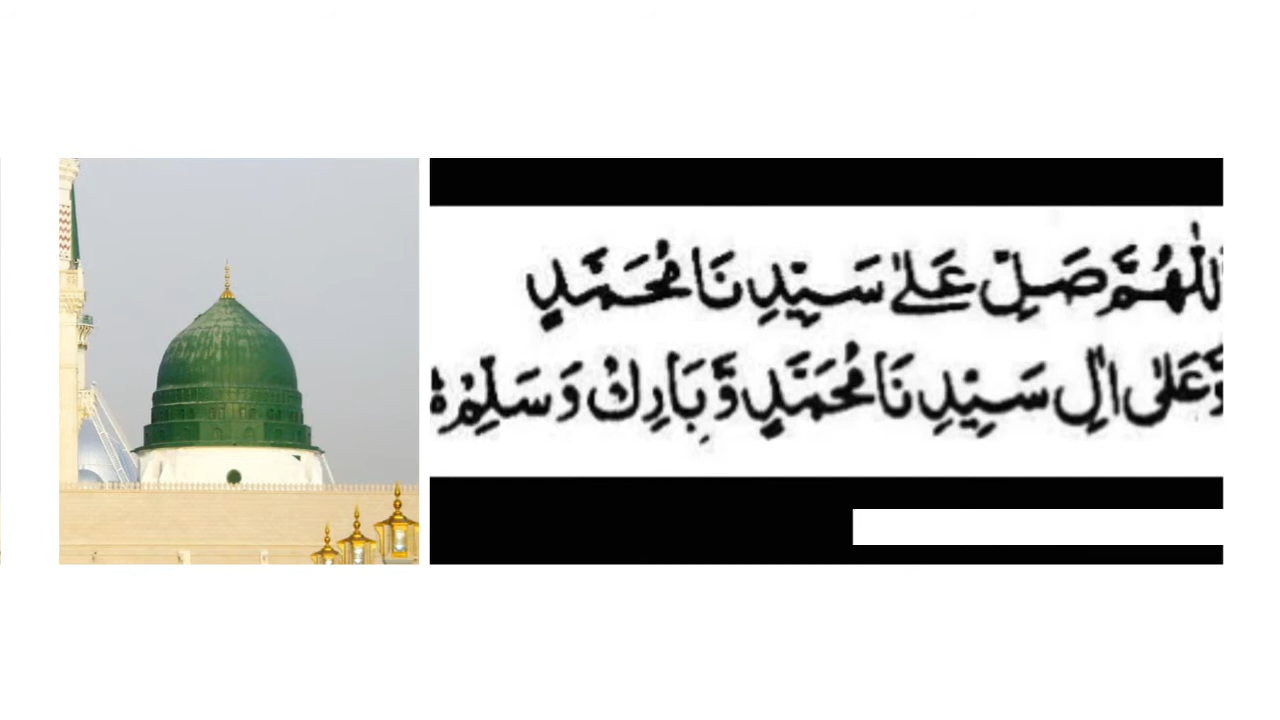 اللّٰهُمَّ صَلِّ عَلٰى سَيِّدِنَا مُحَمَّدٍ
وَّعَلٰى اٰلِ سَيِّدِنَا مُحَمَّدٍ وَّبَارِكْ وَسَلِّمْ